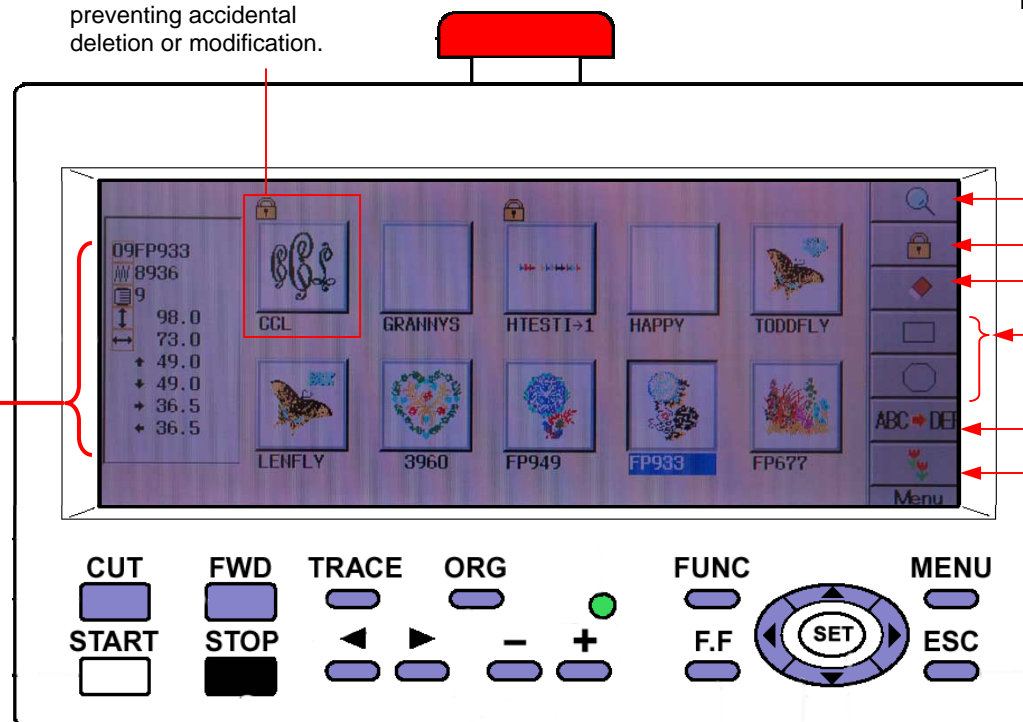 preventing accidental
deletion or modification.
09FP933
8936
9
98.0
73.0
49.0
49.0
36.5
36.5
CCL
GRANNYS
HTESTI→1
HAPPY
TODDFLY
LENFLY
3960
FP949
FP933
FP677
ABC DEF
Menu
CUT
FWD
TRACE
ORG
FUNC
MENU
START
STOP
–
+
F.F
SET
ESC